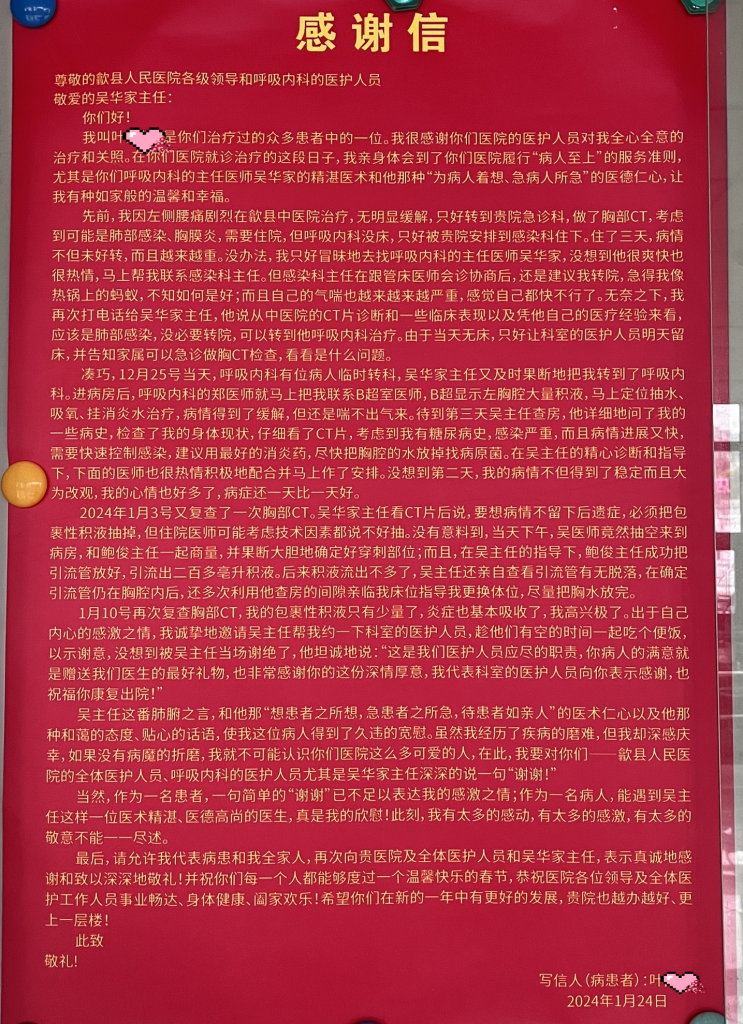 感谢信
尊敬的歙县人民医院各级领导和呼吸内科的医护人员
敬爱的吴华家主任：
你们好！
我叫叶 是你们治疗过的众多患者中的一位。我很感谢你们医院的医护人员对我全心全意的
治疗和关照。在你们医院就诊治疗的这段日子，我亲身体会到了你们医院履行“病人至上”的服务准则，
尤其是你们呼吸内科的主任医师吴华家的精湛医术和他那种“为病人着想、急病人所急”的医德仁心，让
我有种如家般的温馨和幸福。
先前，我因左侧腰痛剧烈在歙县中医院治疗，无明显缓解，只好转到贵院急诊科，做了胸部CT，考虑
到可能是肺部感染、胸膜炎，需要住院，但呼吸内科没床，只好被贵院安排到感染科住下。住了三天，病情
不但未好转，而且越来越重。没办法，我只好冒昧地去找呼吸内科的主任医师吴华家，没想到他很爽快也
很热情，马上帮我联系感染科主任。但感染科主任在跟管床医师会诊协商后，还是建议我转院，急得我像
热锅上的蚂蚁，不知如何是好；而且自己的气喘也越来越来越严重，感觉自己都快不行了。无奈之下，我
再次打电话给吴华家主任，他说从中医院的CT片诊断和一些临床表现以及凭他自己的医疗经验来看，
应该是肺部感染，没必要转院，可以转到他呼吸内科治疗。由于当天无床，只好让科室的医护人员明天留
床，并告知家属可以急诊做胸CT检查，看看是什么问题。
凑巧，12月25号当天，呼吸内科有位病人临时转科，吴华家主任又及时果断地把我转到了呼吸内
科。进病房后，呼吸内科的郑医师就马上把我联系B超室医师，B超显示左胸腔大量积液，马上定位抽水、
吸氧、挂消炎水治疗，病情得到了缓解，但还是喘不出气来。待到第三天吴主任查房，他详细地问了我的
一些病史，检查了我的身体现状，仔细看了CT片，考虑到我有糖尿病史，感染严重，而且病情进展又快，
需要快速控制感染，建议用最好的消炎药，尽快把胸腔的水放掉找病原菌。在吴主任的精心诊断和指导
下，下面的医师也很热情积极地配合并马上作了安排。没想到第二天，我的病情不但得到了稳定而且大
为改观，我的心情也好多了，病症还一天比一天好。
2024年1月3号又复查了一次胸部CT。吴华家主任看CT片后说，要想病情不留下后遗症，必须把包
裹性积液抽掉，但住院医师可能考虑技术因素都说不好抽。没有意料到，当天下午，吴医师竟然抽空来到
病房，和鲍俊主任一起商量，并果断大胆地确定好穿刺部位；而且，在吴主任的指导下，鲍俊主任成功把
引流管放好，引流出二百多毫升积液。后来积液流出不多了，吴主任还亲自查看引流管有无脱落，在确定
引流管仍在胸腔内后，还多次利用他查房的间隙亲临我床位指导我更换体位，尽量把胸水放完。
1月10号再次复查胸部CT，我的包裹性积液只有少量了，炎症也基本吸收了，我高兴极了。出于自己
内心的感激之情，我诚挚地邀请吴主任帮我约一下科室的医护人员，趁他们有空的时间一起吃个便饭，
以示谢意，没想到被吴主任当场谢绝了，他坦诚地说：“这是我们医护人员应尽的职责，你病人的满意就
是赠送我们医生的最好礼物，也非常感谢你的这份深情厚意，我代表科室的医护人员向你表示感谢，也
祝福你康复出院！”
吴主任这番肺腑之言，和他那“想患者之所想，急患者之所急，待患者如亲人”的医术仁心以及他那
种和蔼的态度、贴心的话语，使我这位病人得到了久违的宽慰。虽然我经历了疾病的磨难，但我却深感庆
幸，如果没有病魔的折磨，我就不可能认识你们医院这么多可爱的人，在此，我要对你们——歙县人民医
院的全体医护人员、呼吸内科的医护人员尤其是吴华家主任深深的说一句“谢谢！”
当然，作为一名患者，一句简单的“谢谢”已不足以表达我的感激之情；作为一名病人，能遇到吴主
任这样一位医术精湛、医德高尚的医生，真是我的欣慰！此刻，我有太多的感动，有太多的感激，有太多的
敬意不能一一尽述。
最后，请允许我代表病患和我全家人，再次向贵医院及全体医护人员和吴华家主任，表示真诚地感
谢和致以深深地敬礼！并祝你们每一个人都能够度过一个温馨快乐的春节，恭祝医院各位领导及全体医
护工作人员事业畅达、身体健康、阖家欢乐！希望你们在新的一年中有更好的发展，贵院也越办越好、更
上一层楼！
此致
敬礼！
写信人（病患者）：叶
2024年1月24日